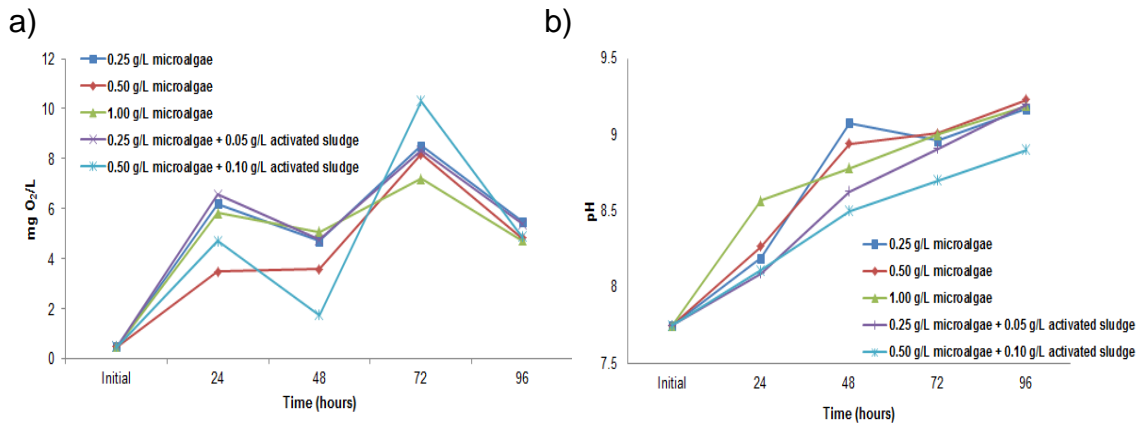 a)
mg O₂/L
12
10
8
6
4
2
0
0.25 g/L microalgae
0.50 g/L microalgae
1.00 g/L microalgae
0.25 g/L microalgae + 0.05 g/L activated sludge
0.50 g/L microalgae + 0.10 g/L activated sludge
Initial 24 48 72 96
Time (hours)
b)
pH
9.5
9
8.5
8
7.5
0.25 g/L microalgae
0.50 g/L microalgae
1.00 g/L microalgae
0.25 g/L microalgae + 0.05 g/L activated sludge
0.50 g/L microalgae + 0.10 g/L activated sludge
Initial 24 48 72 96
Time (hours)